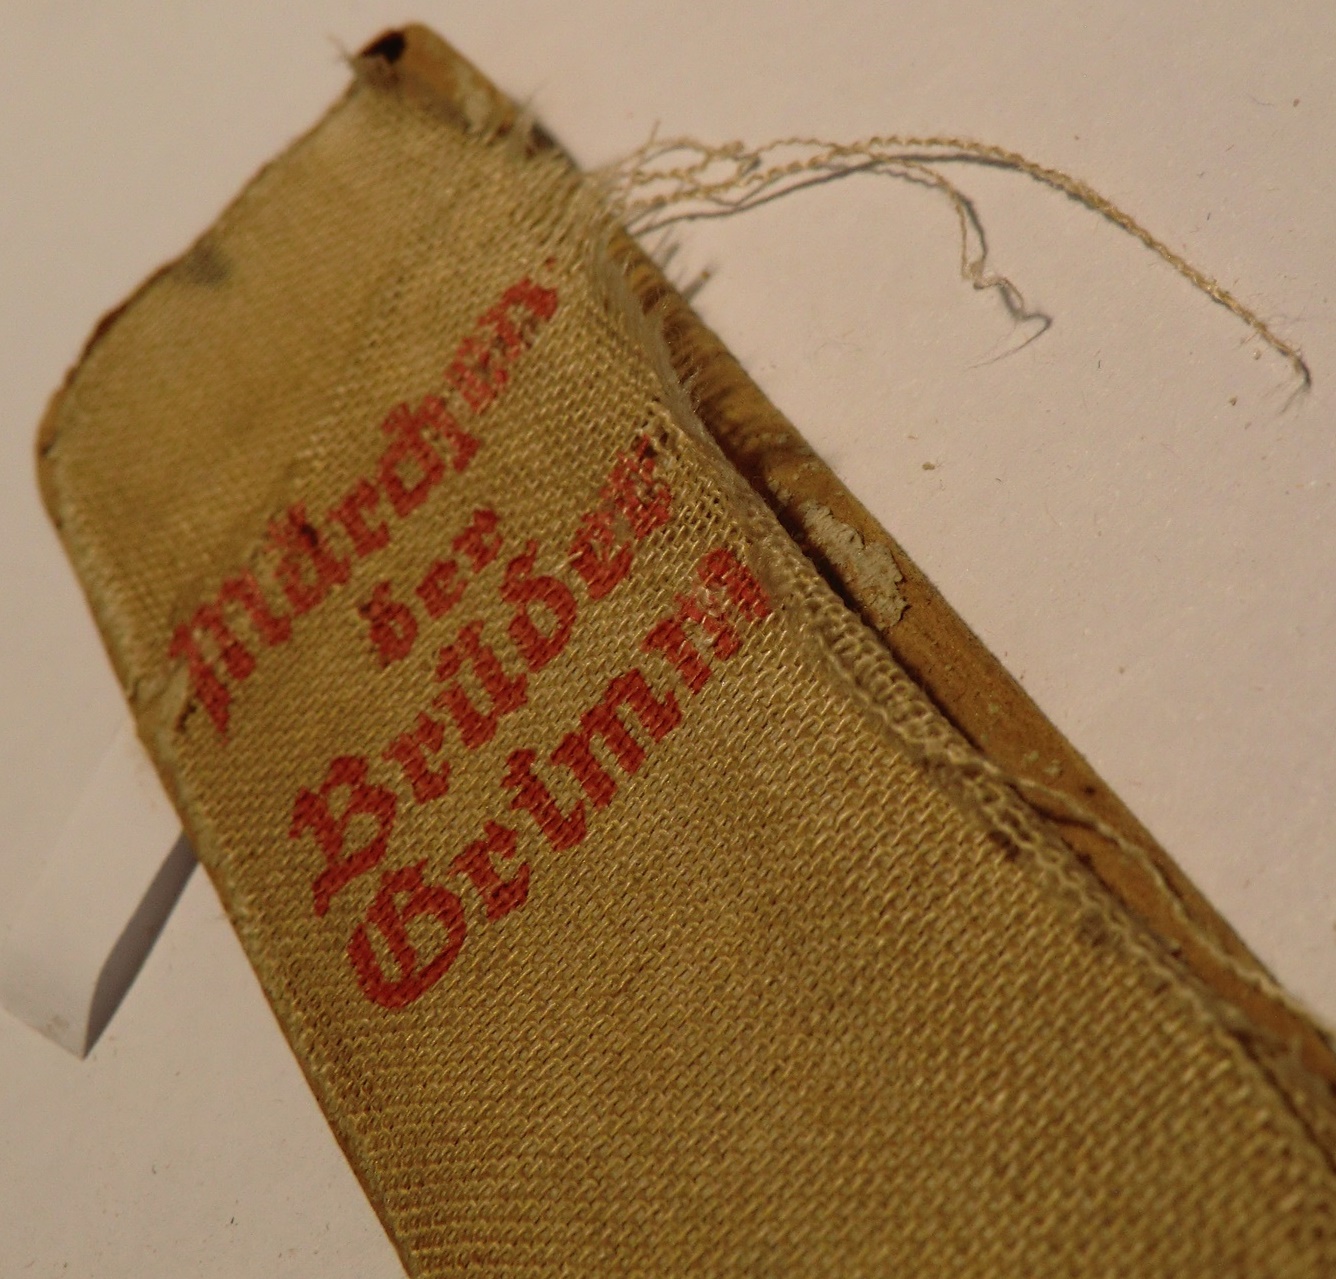 Märchen
der
Brüder
Grimm